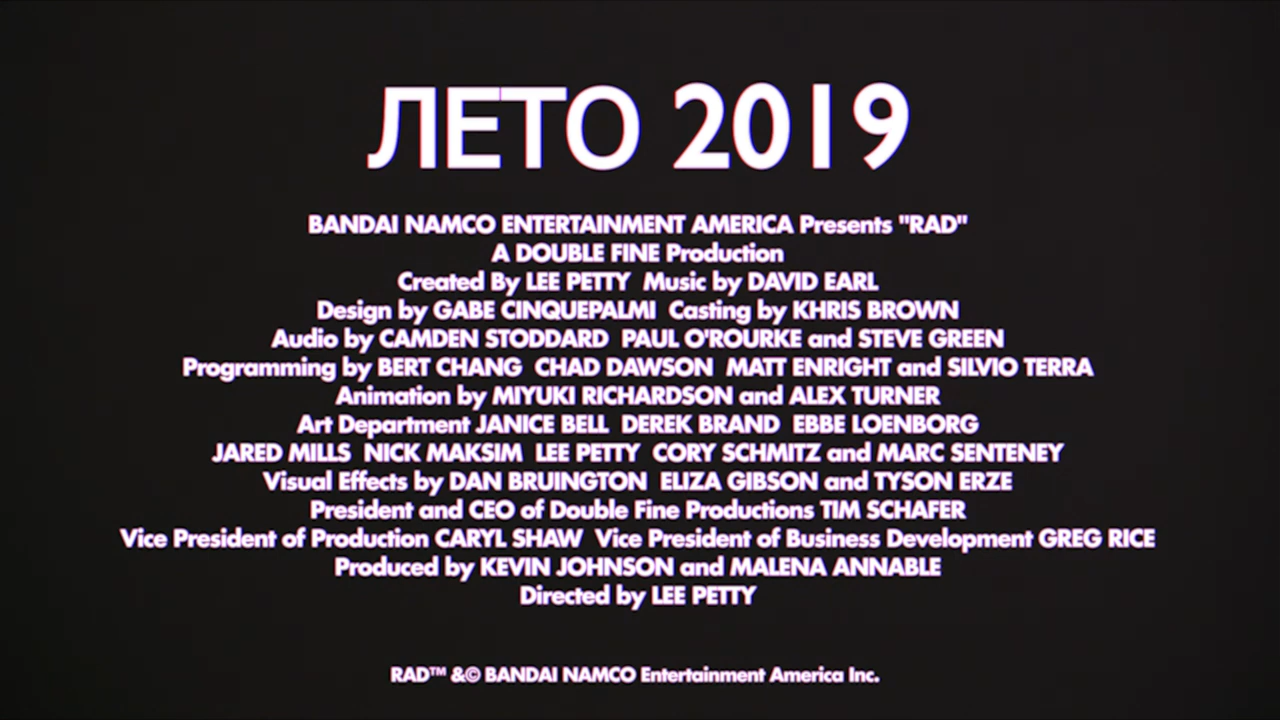 ЛЕТО 2019
BANDAI NAMCO ENTERTAINMENT AMERICA Presents "RAD"
A DOUBLE FINE Production
Created By LEE PETTY Music by DAVID EARL
Design by GABE CINQUEPALMI Casting by KHRIS BROWN
Audio by CAMDEN STODDARD PAUL O'ROURKE and STEVE GREEN
Programming by BERT CHANG CHAD DAWSON MATT ENRIGHT and SILVIO TERRA
Animation by MIYUKI RICHARDSON and ALEX TURNER
Art Department JANICE BELL DEREK BRAND EBBE LOENBORG
JARED MILLS NICK MAKSIM LEE PETTY CORY SCHMITZ and MARC SENTENEY
Visual Effects by DAN BRUINGTON ELIZA GIBSON and TYSON ERZE
President and CEO of Double Fine Productions TIM SCHAFER
Vice President of Production CARYL SHAW Vice President of Business Development GREG RICE
Produced by KEVIN JOHNSON and MALENA ANNABLE
Directed by LEE PETTY
RAD™ &© BANDAI NAMCO Entertainment America Inc.